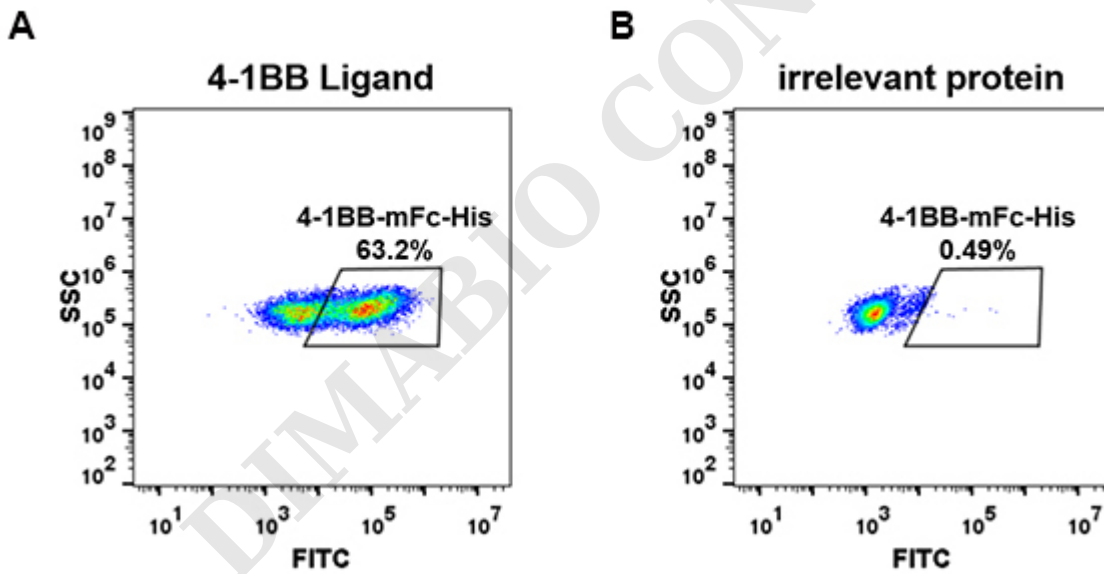 A
4-1BB Ligand
10⁹
10⁸
10⁷
10⁶
10⁵
10⁴
10³
10²
SSC
4-1BB-mFc-His
63.2%
10¹
10³
10⁵
10⁷
FITC
B
irrelevant protein
10⁹
10⁸
10⁷
10⁶
10⁵
10⁴
10³
10²
SSC
4-1BB-mFc-His
0.49%
10¹
10³
10⁵
10⁷
FITC
DIMABIO CON